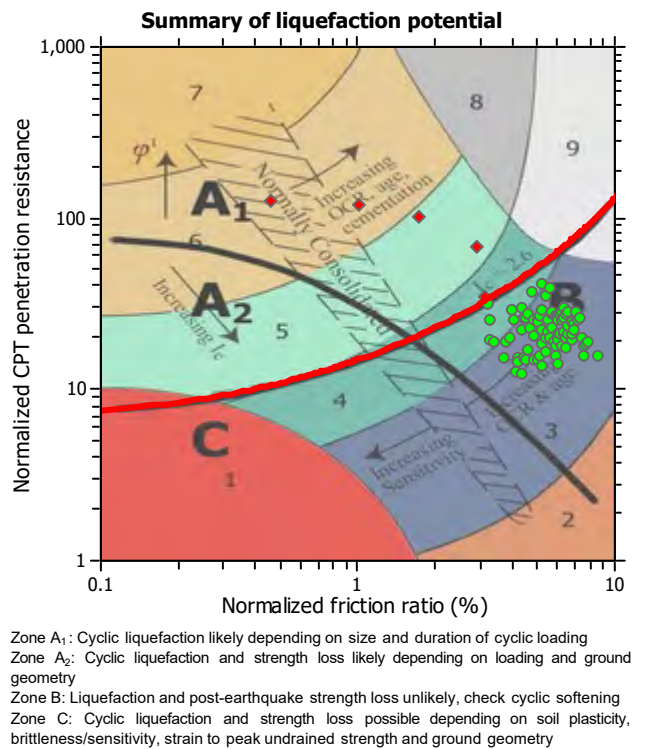 Summary of liquefaction potential
1,000
7
8
φ'
9
Increasing
OCR, age,
cementation
Normally Consolidated
A1
100
6
Ic = 2.6
A2
B
Increasing Ic
5
10
4
Increasing
OCR & age
C
3
Increasing
Sensitivity
1
2
1
0.1
1
10
Normalized CPT penetration resistance
Normalized friction ratio (%)
Zone A1: Cyclic liquefaction likely depending on size and duration of cyclic loading
Zone A2: Cyclic liquefaction and strength loss likely depending on loading and ground
geometry
Zone B: Liquefaction and post-earthquake strength loss unlikely, check cyclic softening
Zone C: Cyclic liquefaction and strength loss possible depending on soil plasticity,
brittleness/sensitivity, strain to peak undrained strength and ground geometry